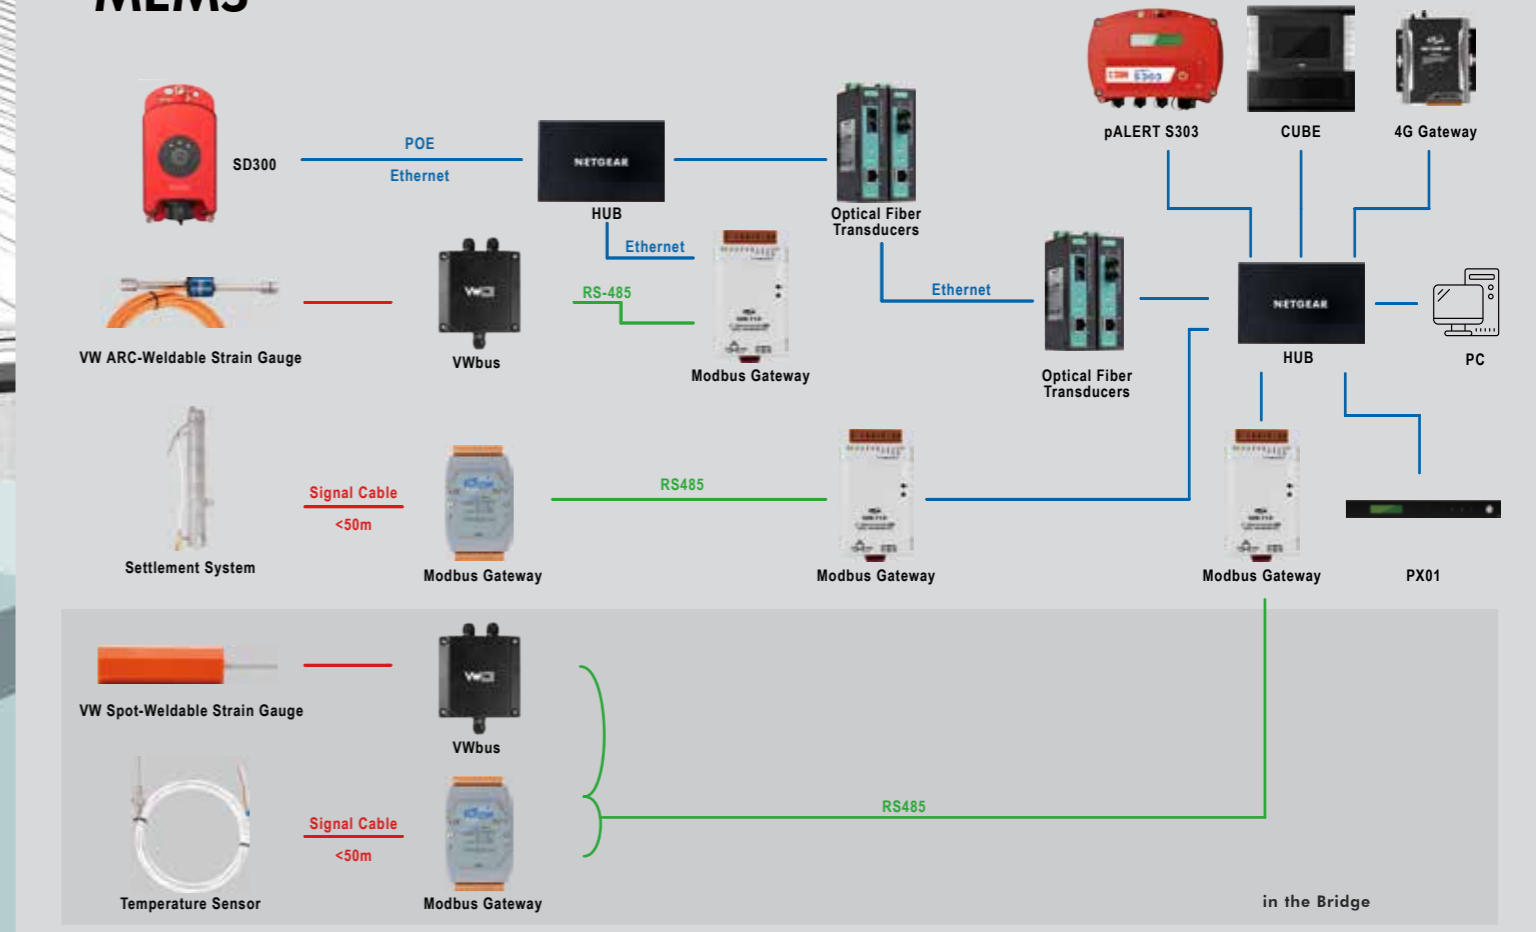 MEMS
pALERT S303
CUBE
4G Gateway
SD300
POE
Ethernet
NETGEAR
HUB
Optical Fiber
Transducers
Ethernet
RS-485
VW ARC-Weldable Strain Gauge
VWbus
Modbus Gateway
Ethernet
Optical Fiber
Transducers
NETGEAR
HUB
PC
Settlement System
Signal Cable
<50m
Modbus Gateway
RS485
Modbus Gateway
Modbus Gateway
PX01
VW Spot-Weldable Strain Gauge
VWbus
Temperature Sensor
Signal Cable
<50m
Modbus Gateway
RS485
in the Bridge